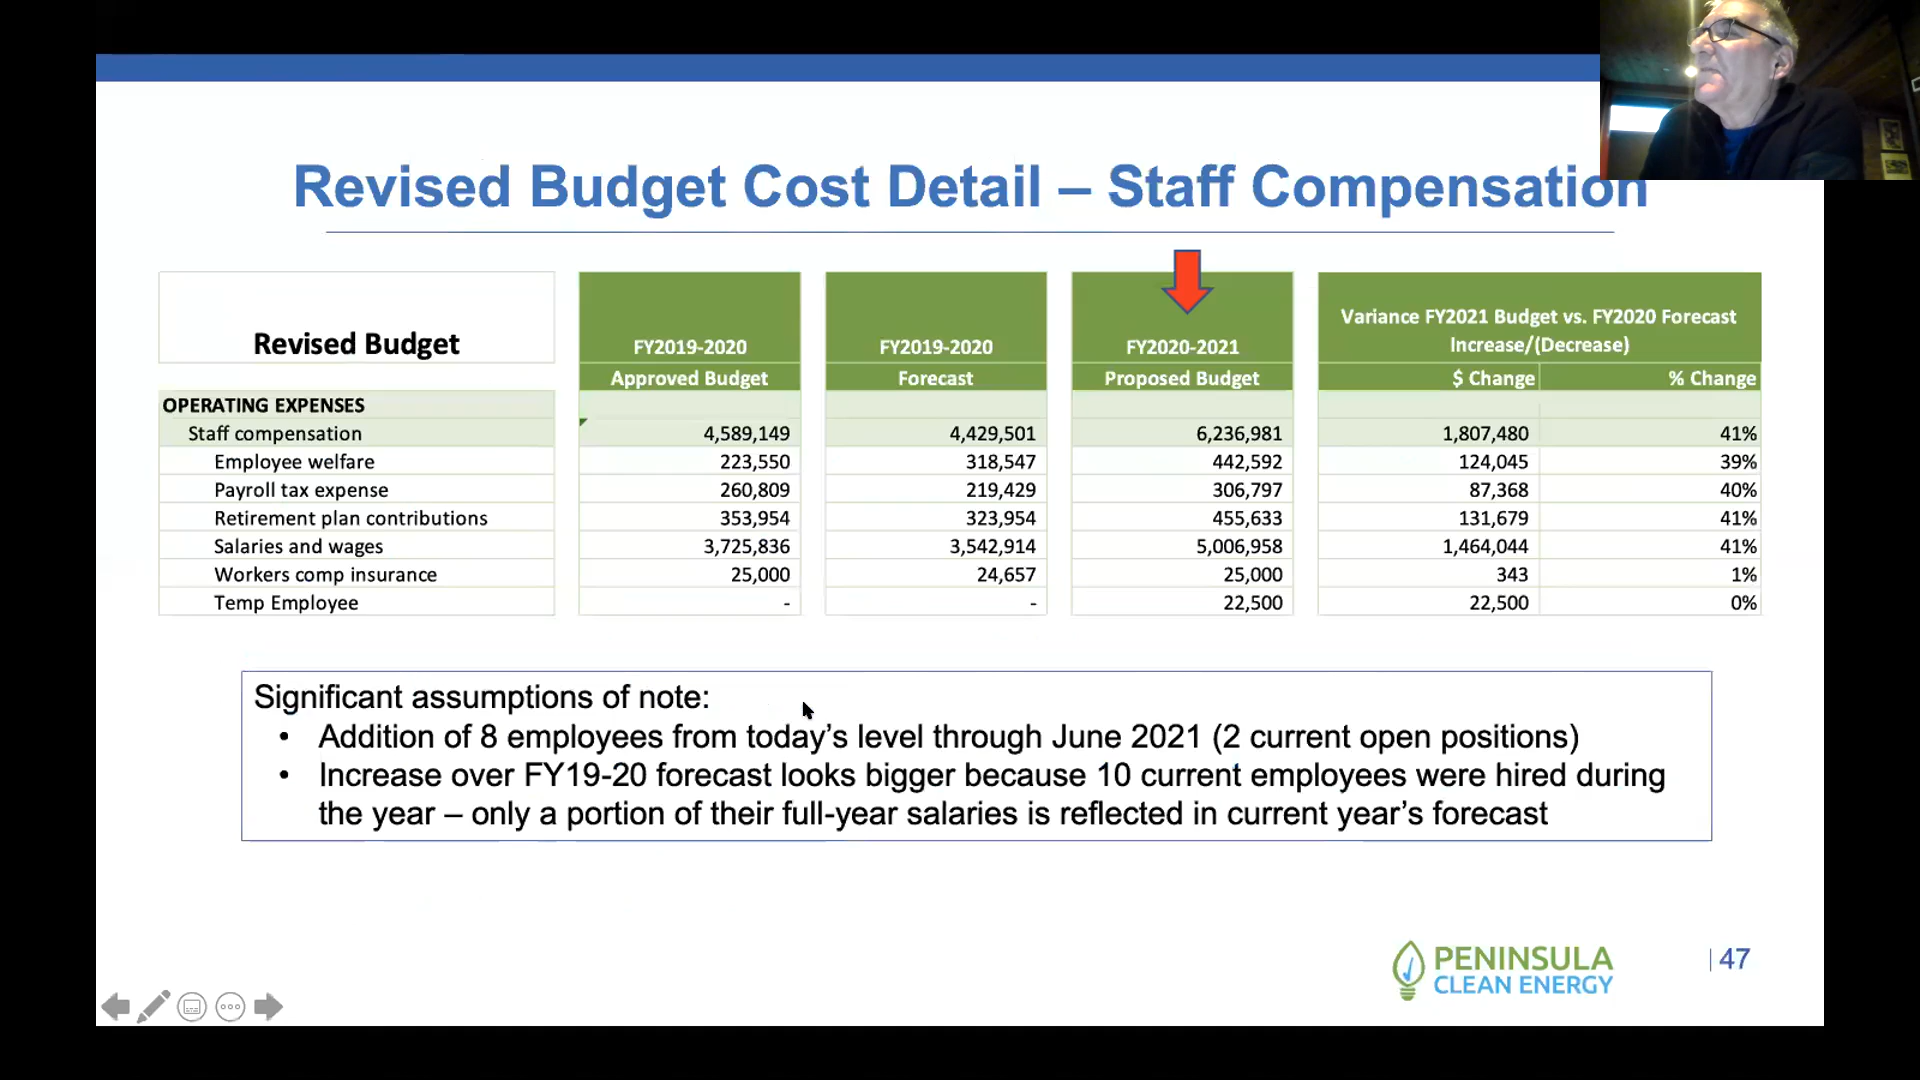 Revised Budget Cost Detail – Staff Compensation
Revised Budget
FY2019-2020
FY2019-2020
FY2020-2021
Variance FY2021 Budget vs. FY2020 Forecast
Increase/(Decrease)
Approved Budget
Forecast
Proposed Budget
$ Change
% Change
OPERATING EXPENSES
Staff compensation 4,589,149 4,429,501 6,236,981 1,807,480 41%
Employee welfare 223,550 318,547 442,592 124,045 39%
Payroll tax expense 260,809 219,429 306,797 87,368 40%
Retirement plan contributions 353,954 323,954 455,633 131,679 41%
Salaries and wages 3,725,836 3,542,914 5,006,958 1,464,044 41%
Workers comp insurance 25,000 24,657 25,000 343 1%
Temp Employee - - 22,500 22,500 0%
Significant assumptions of note:
• Addition of 8 employees from today’s level through June 2021 (2 current open positions)
• Increase over FY19-20 forecast looks bigger because 10 current employees were hired during
the year – only a portion of their full-year salaries is reflected in current year’s forecast
PENINSULA
CLEAN ENERGY
| 47